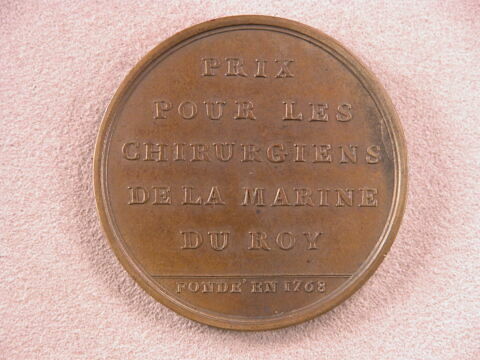 PRIX
POUR LES
CHIRURGIENS
DE LA MARINE
DU ROY
FONDÉ EN 1768